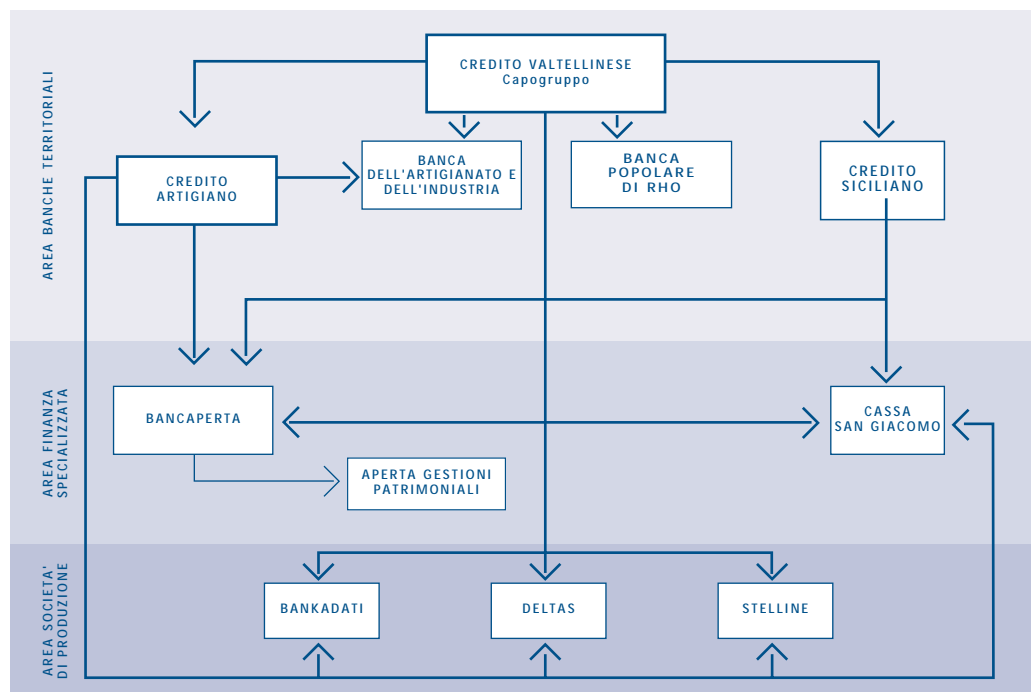 AREA BANCHE TERRITORIALI
CREDITO VALTELLINESE
Capogruppo
CREDITO
ARTIGIANO
BANCA
DELL'ARTIGIANATO E
DELL'INDUSTRIA
BANCA
POPOLARE
DI RHO
CREDITO
SICILIANO
AREA FINANZA
SPECIALIZZATA
BANCAPERTA
CASSA
SAN GIACOMO
APERTA GESTIONI
PATRIMONIALI
AREA SOCIETA'
DI PRODUZIONE
BANKADATI
DELTAS
STELLINE